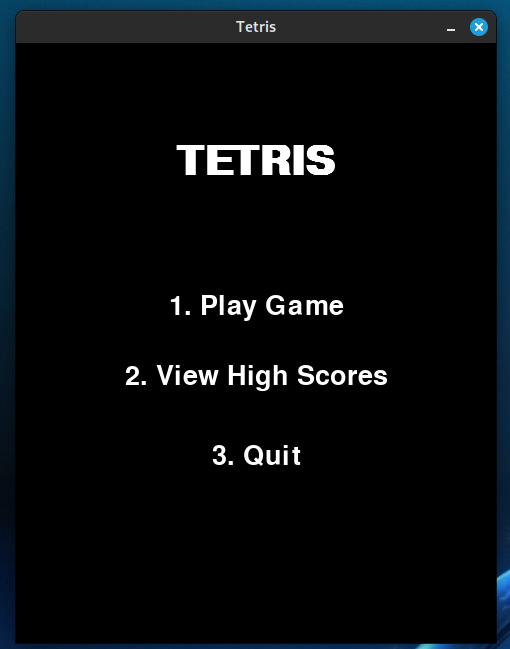 Tetris
TETRIS
1. Play Game
2. View High Scores
3. Quit